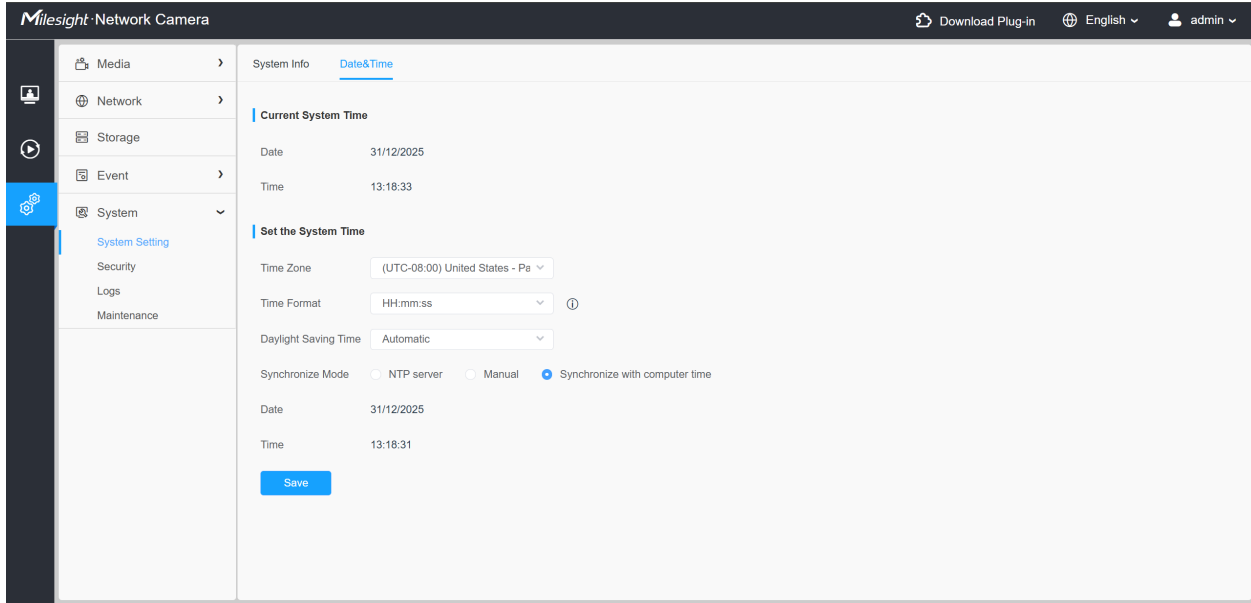 Milesight·Network Camera
Download Plug-in
English
admin
Media
Network
Storage
Event
System
System Setting
Security
Logs
Maintenance
System Info
Date&Time
Current System Time
Date 31/12/2025
Time 13:18:33
Set the System Time
Time Zone (UTC-08:00) United States - Pa
Time Format HH:mm:ss
Daylight Saving Time Automatic
Synchronize Mode NTP server Manual Synchronize with computer time
Date 31/12/2025
Time 13:18:31
Save